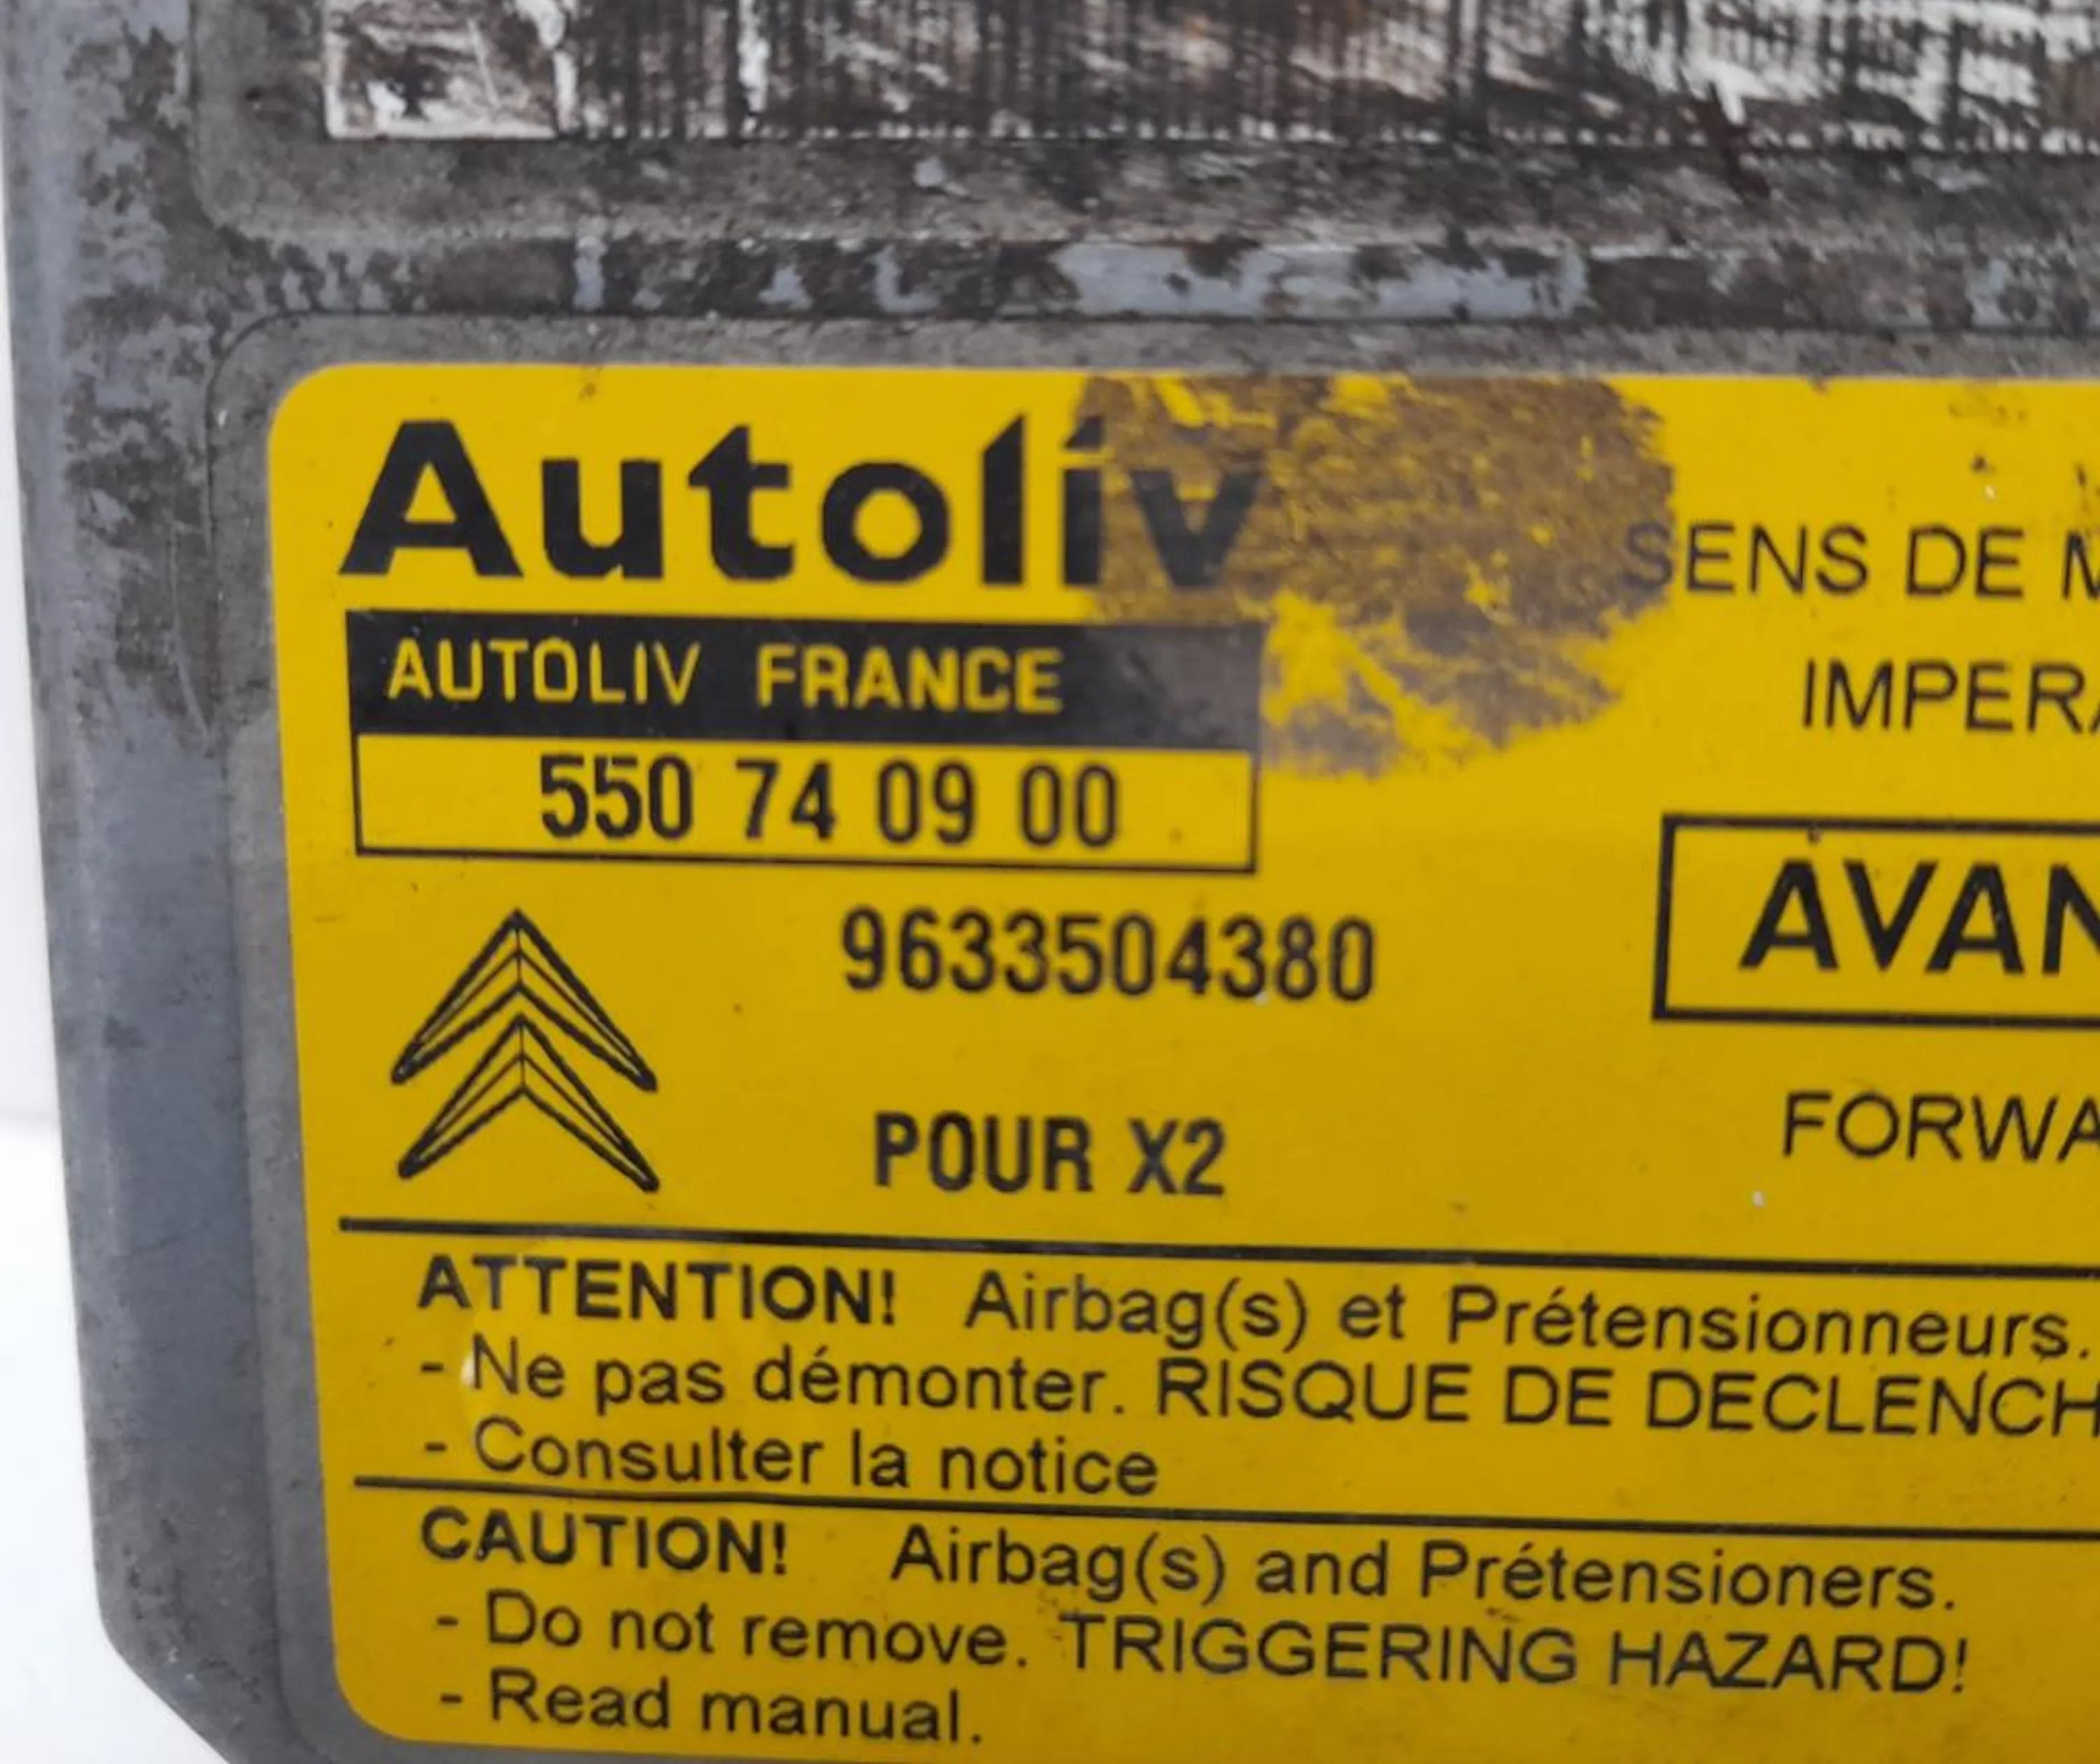 Autoliv
AUTOLIV FRANCE
550 74 09 00
9633504380
POUR X2
SENS DE M
IMPERA
AVAN
FORWA
ATTENTION! Airbag(s) et Prétensionneurs.
- Ne pas démonter. RISQUE DE DECLENCH
- Consulter la notice
CAUTION! Airbag(s) and Prétensioners.
- Do not remove. TRIGGERING HAZARD!
- Read manual.